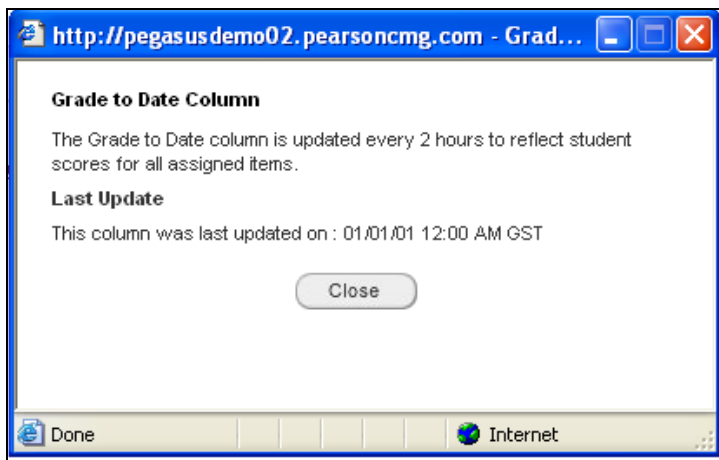 http://pegasusdemo02.pearsoncmg.com - Grad...
Grade to Date Column
The Grade to Date column is updated every 2 hours to reflect student
scores for all assigned items.
Last Update
This column was last updated on : 01/01/01 12:00 AM GST
Close
Done
Internet